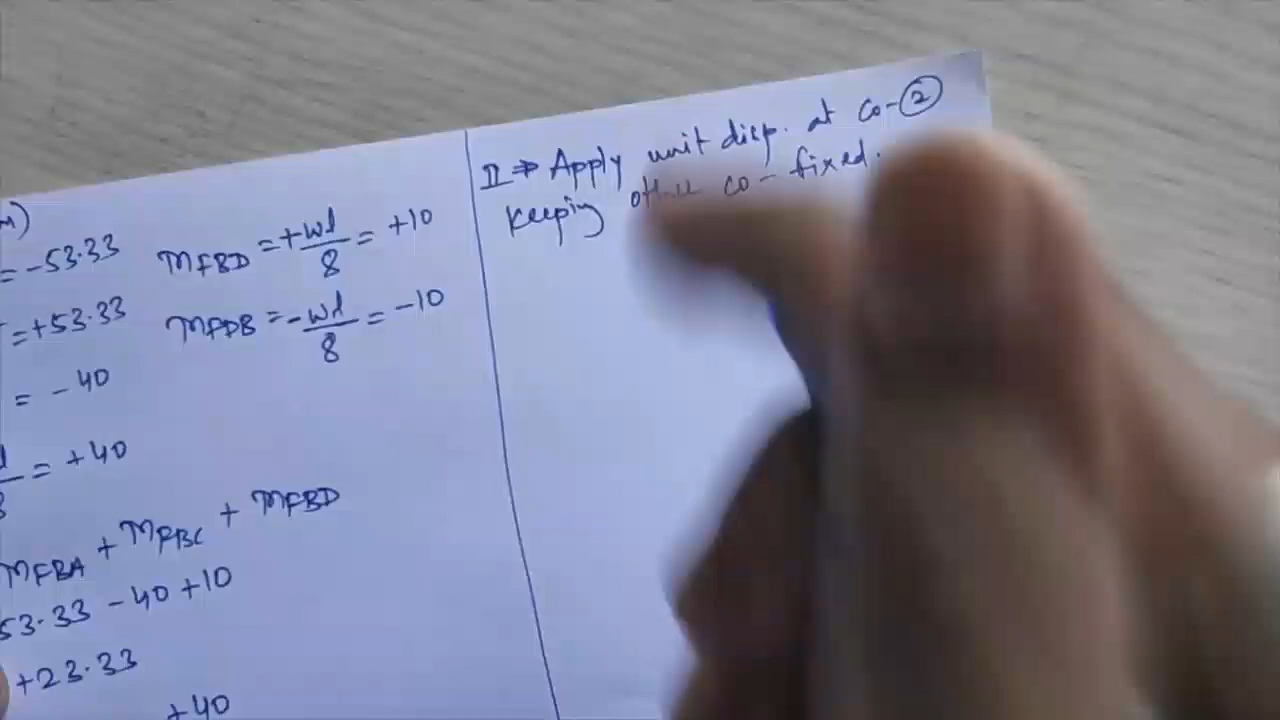 = -53.33
= +53.33
= -40
= +40
MFBA + MFBC + MFBD
53.33 - 40 + 10
+23.33
+40
MFBD = +wl/8 = +10
MFDB = -wl/8 = -10
II ⇒ Apply unit disp. at co-②
keeping other co-fixed.